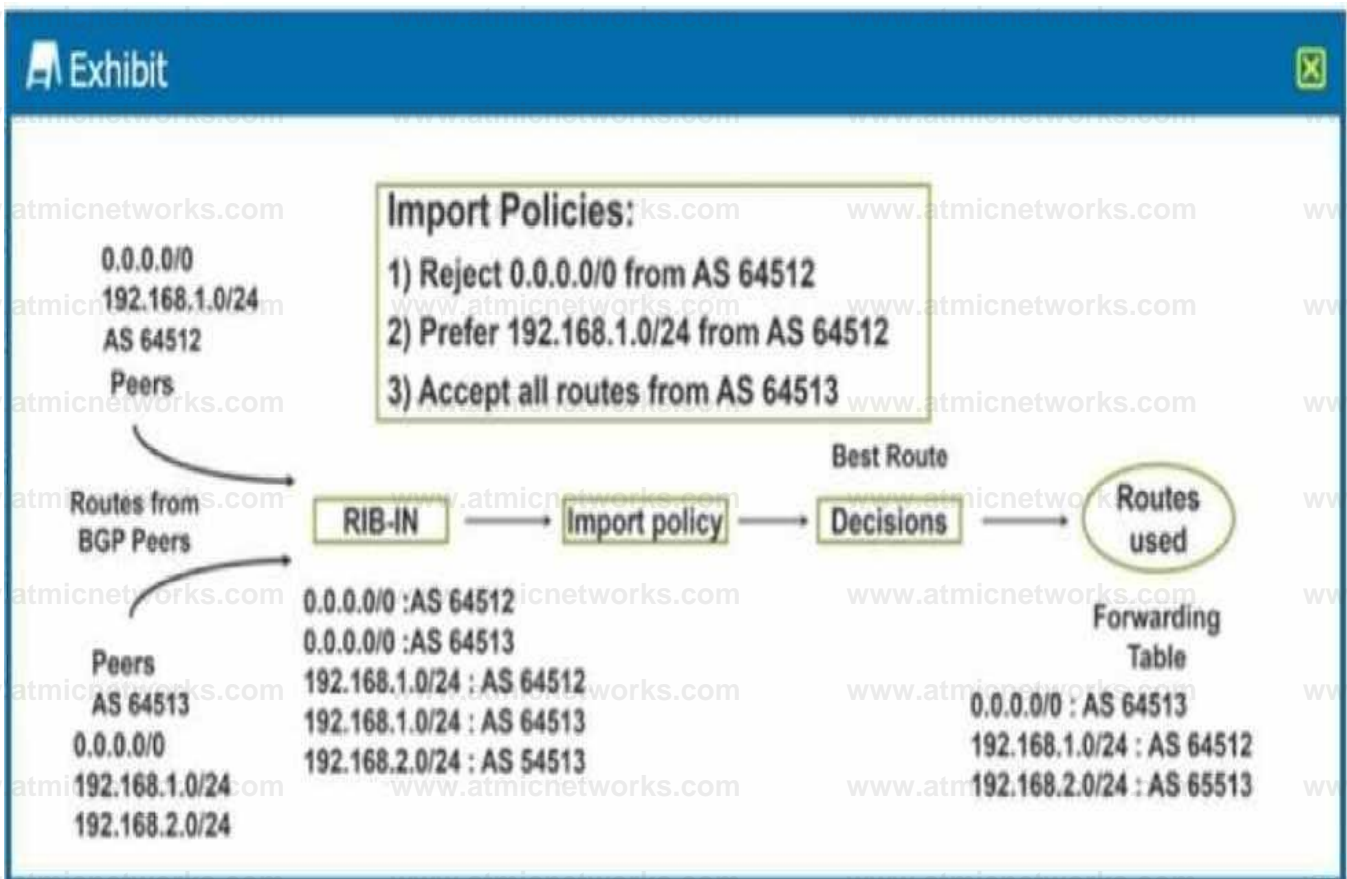 Exhibit
Import Policies:
1) Reject 0.0.0.0/0 from AS 64512
2) Prefer 192.168.1.0/24 from AS 64512
3) Accept all routes from AS 64513
0.0.0.0/0
192.168.1.0/24
AS 64512
Peers
Routes from
BGP Peers
Peers
AS 64513
0.0.0.0/0
192.168.1.0/24
192.168.2.0/24
RIB-IN
0.0.0.0/0 :AS 64512
0.0.0.0/0 :AS 64513
192.168.1.0/24 : AS 64512
192.168.1.0/24 : AS 64513
192.168.2.0/24 : AS 54513
Import policy
Best Route
Decisions
Routes
used
Forwarding
Table
0.0.0.0/0 : AS 64513
192.168.1.0/24 : AS 64512
192.168.2.0/24 : AS 65513
www.atmicnetworks.com